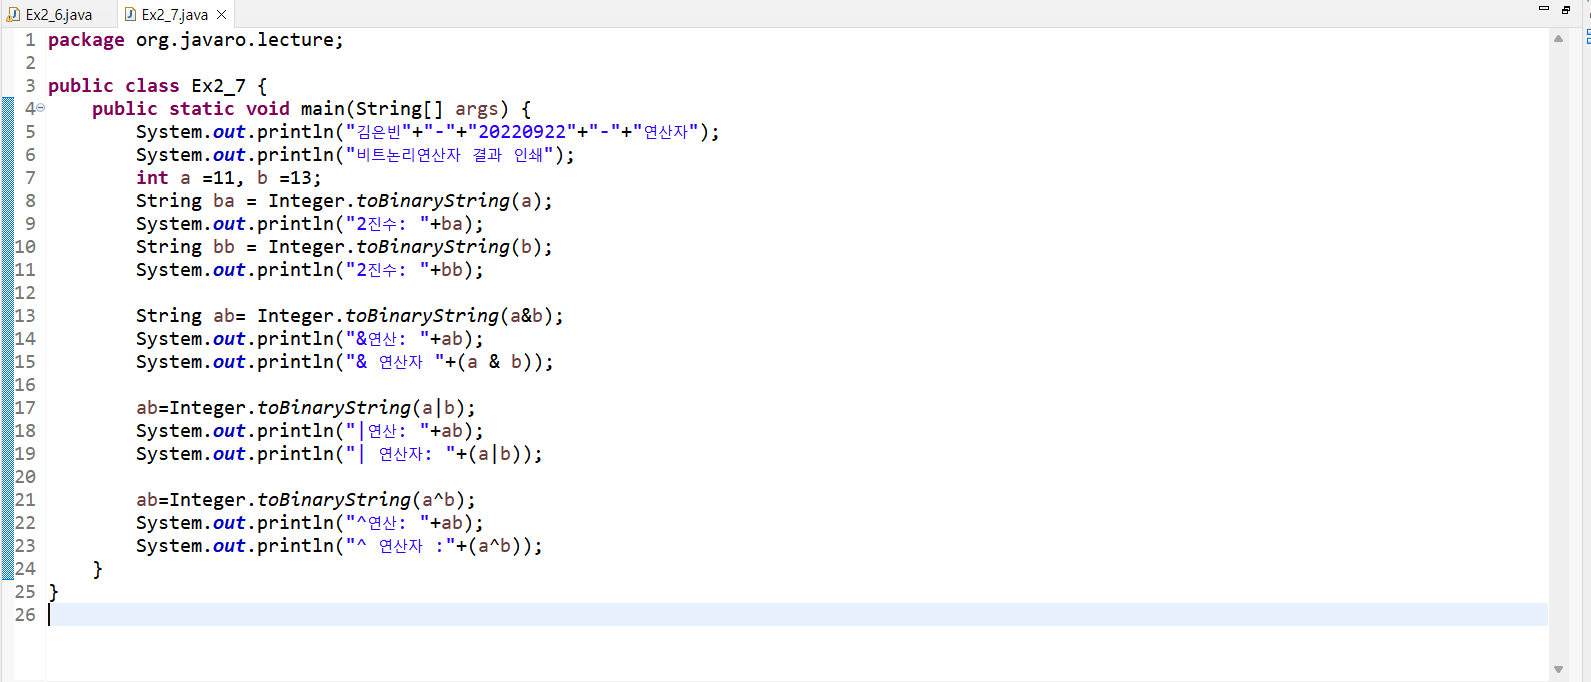 Ex2_6.java Ex2_7.java
1 package org.javaro.lecture;
2
3 public class Ex2_7 {
4 public static void main(String[] args) {
5 System.out.println("김은빈"+"-"+"20220922"+"-"+"연산자");
6 System.out.println("비트논리연산자 결과 인쇄");
7 int a =11, b =13;
8 String ba = Integer.toBinaryString(a);
9 System.out.println("2진수: "+ba);
10 String bb = Integer.toBinaryString(b);
11 System.out.println("2진수: "+bb);
12
13 String ab= Integer.toBinaryString(a&b);
14 System.out.println("&연산: "+ab);
15 System.out.println("& 연산자 "+(a & b));
16
17 ab=Integer.toBinaryString(a|b);
18 System.out.println("|연산: "+ab);
19 System.out.println("| 연산자: "+(a|b));
20
21 ab=Integer.toBinaryString(a^b);
22 System.out.println("^연산: "+ab);
23 System.out.println("^ 연산자 :"+(a^b));
24 }
25 }
26